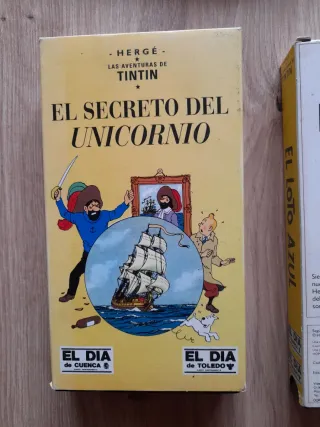 - HERGÉ -
LAS AVENTURAS DE
TINTIN
EL SECRETO DEL
UNICORNIO
EL DIA
de CUENCA
EL DIA
de TOLEDO
EL LOTO AZUL